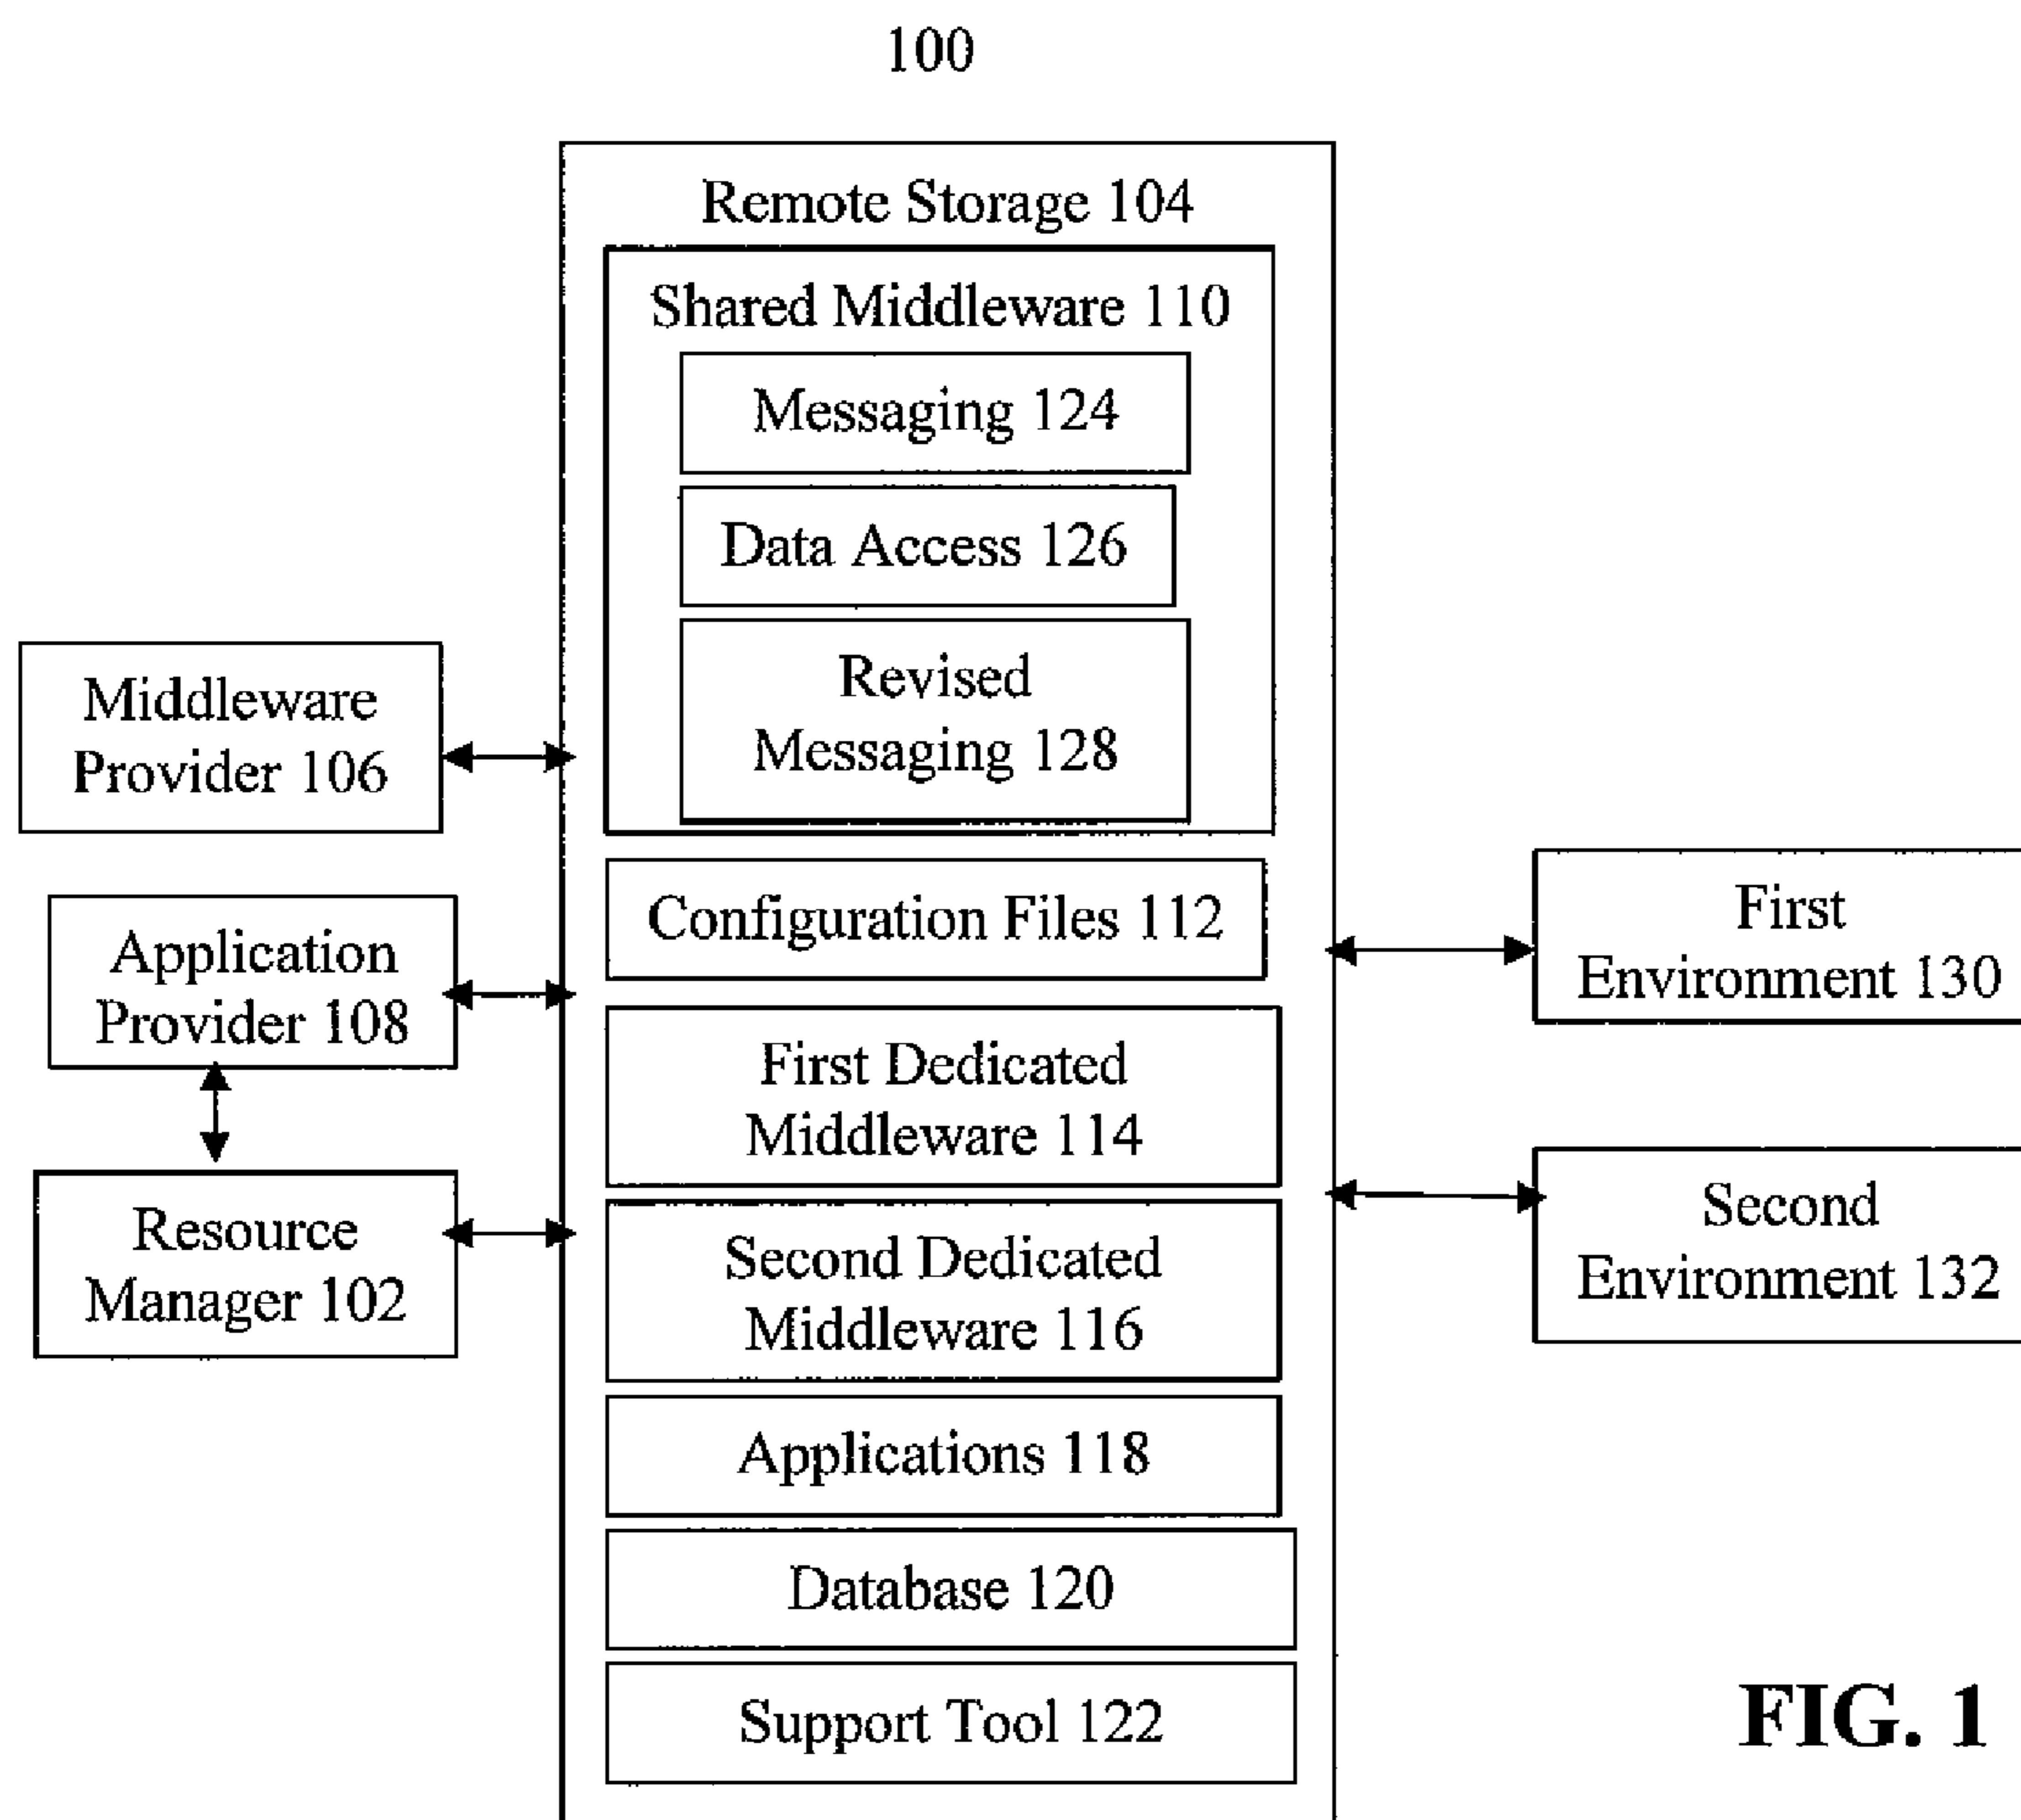 100
Remote Storage 104
Shared Middleware 110
Messaging 124
Data Access 126
Revised
Messaging 128
Middleware
Provider 106
Configuration Files 112
First
Environment 130
Application
Provider 108
First Dedicated
Middleware 114
Second
Environment 132
Resource
Manager 102
Second Dedicated
Middleware 116
Applications 118
Database 120
Support Tool 122
FIG. 1